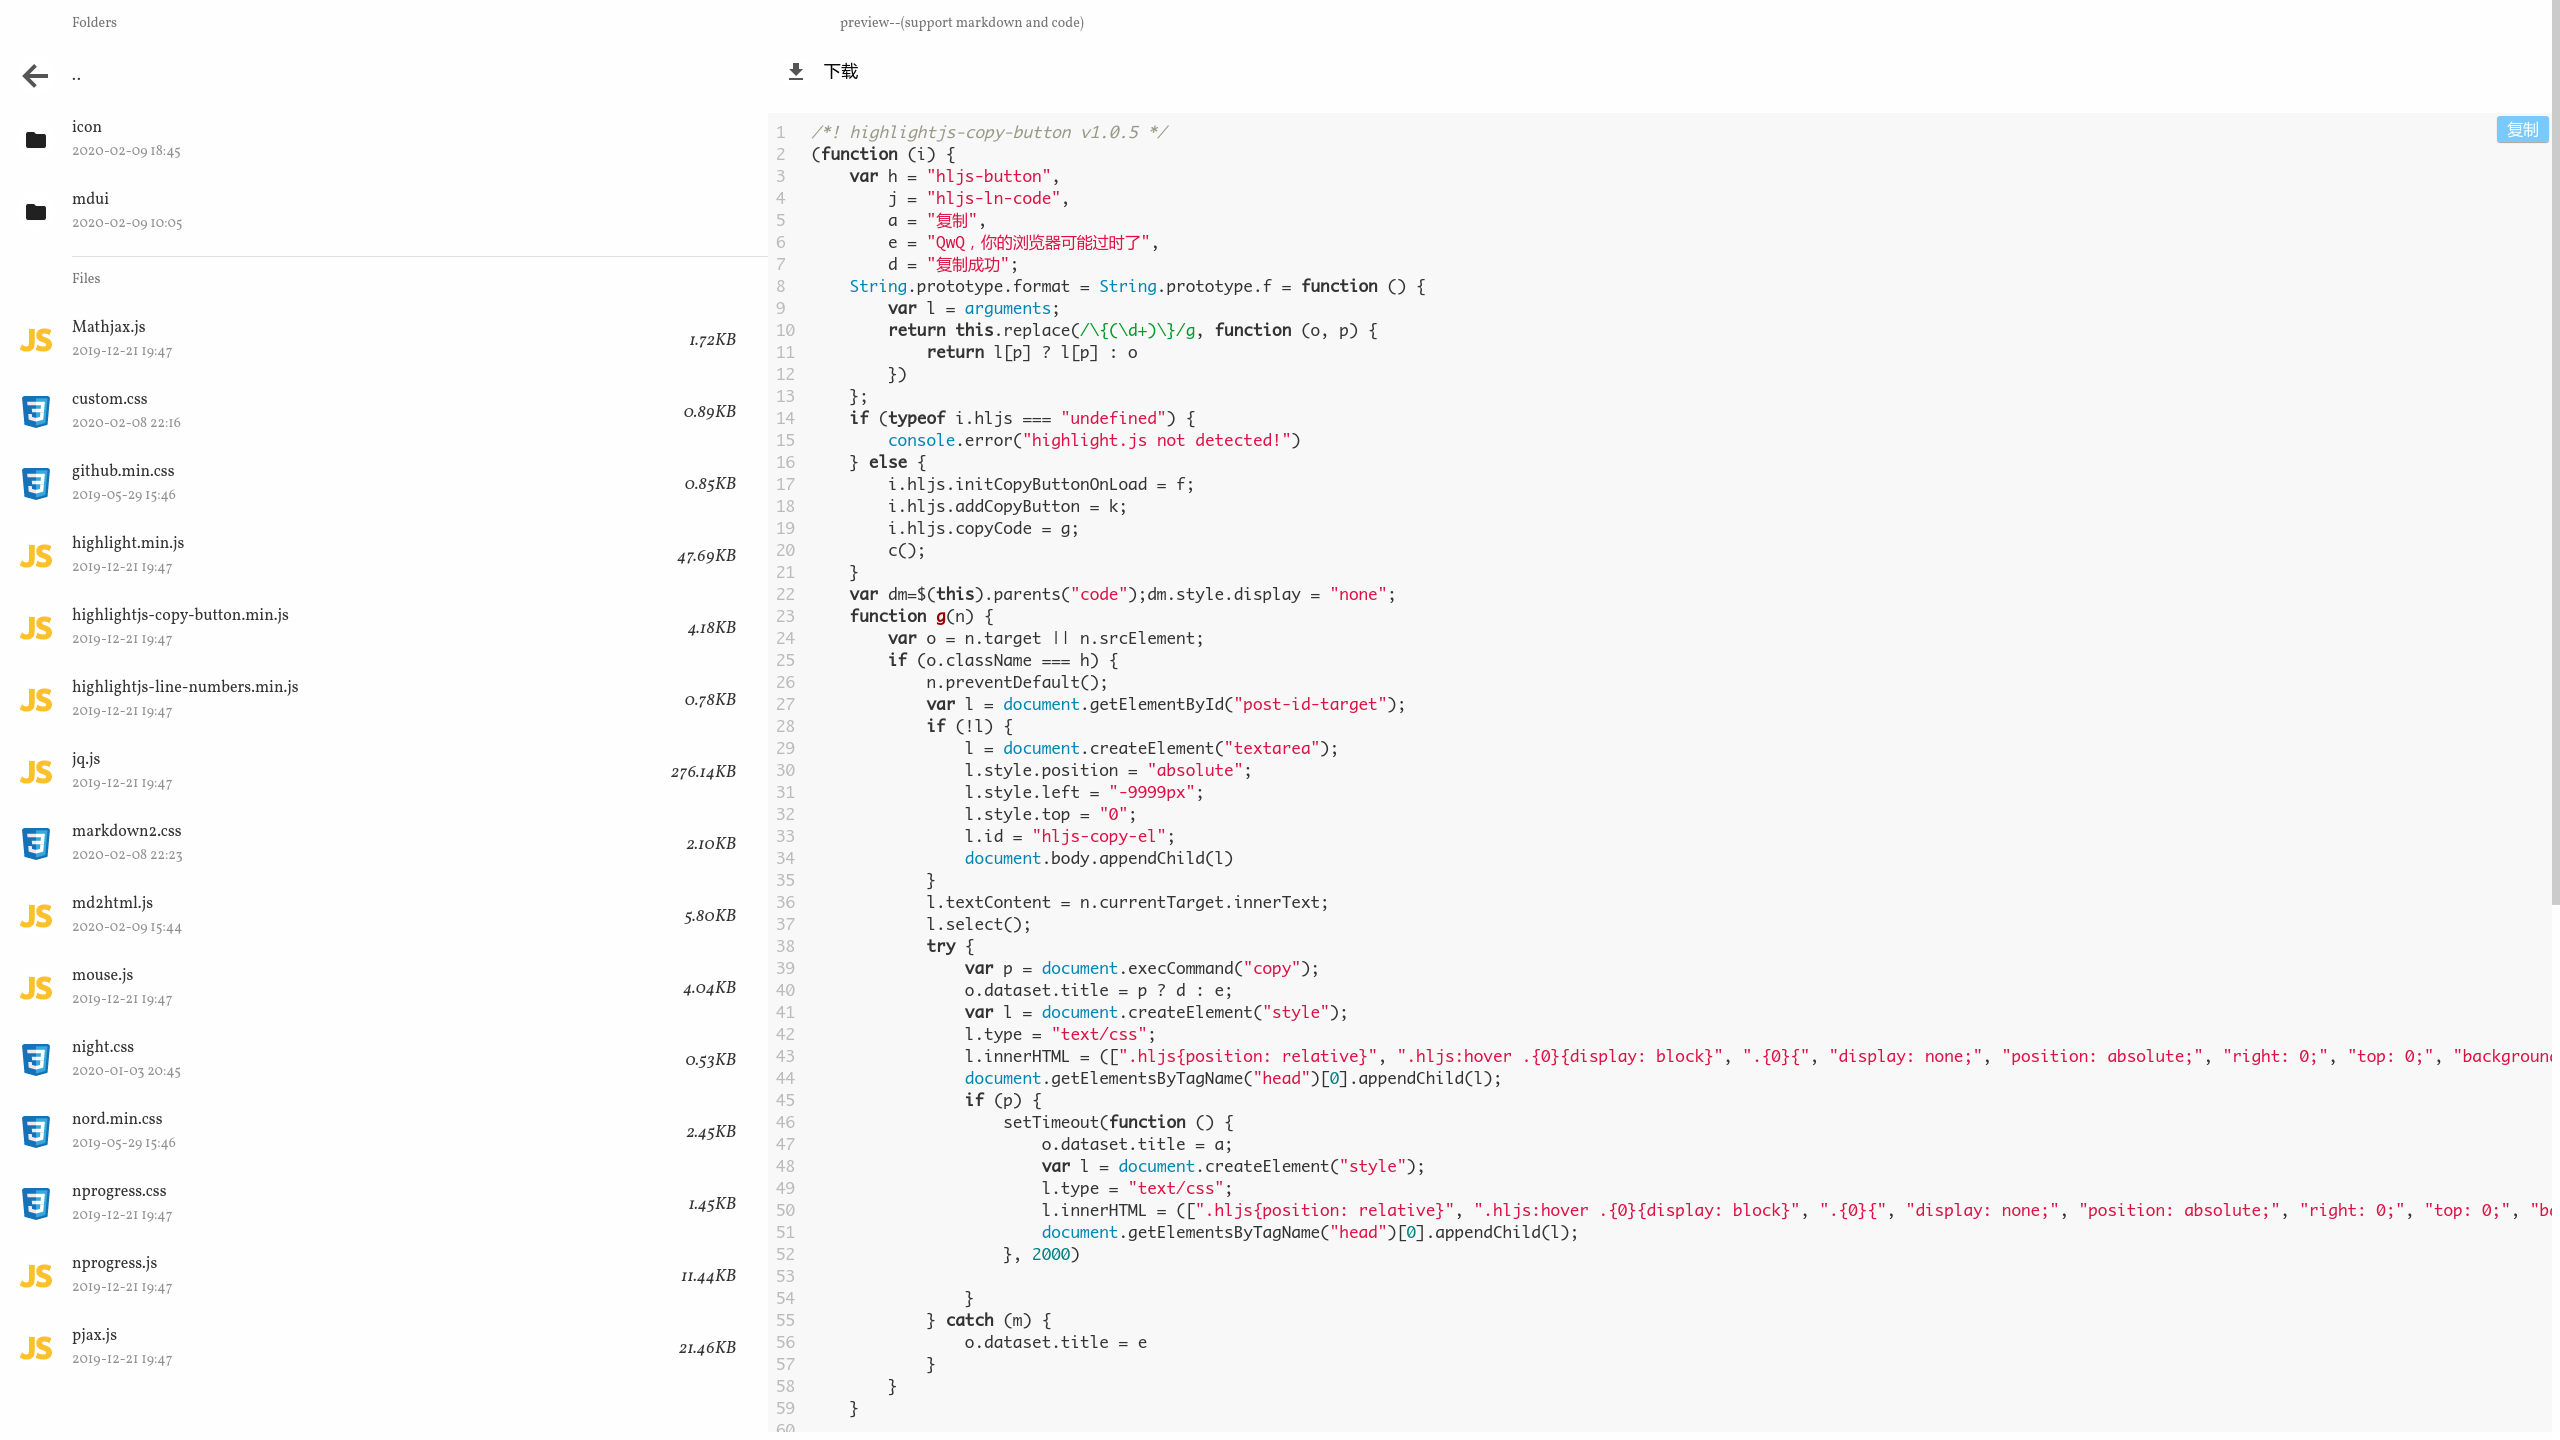 Folders
..
icon
2020-02-09 18:45
mdui
2020-02-09 10:05
Files
Mathjax.js
2019-12-21 19:47
1.72KB
custom.css
2020-02-08 22:16
0.89KB
github.min.css
2019-05-29 15:46
0.85KB
highlight.min.js
2019-12-21 19:47
47.69KB
highlightjs-copy-button.min.js
2019-12-21 19:47
4.18KB
highlightjs-line-numbers.min.js
2019-12-21 19:47
0.78KB
jq.js
2019-12-21 19:47
276.14KB
markdown2.css
2020-02-08 22:23
2.10KB
md2html.js
2020-02-09 15:44
5.80KB
mouse.js
2019-12-21 19:47
4.04KB
night.css
2020-01-03 20:45
0.53KB
nord.min.css
2019-05-29 15:46
2.45KB
nprogress.css
2019-12-21 19:47
1.45KB
nprogress.js
2019-12-21 19:47
11.44KB
pjax.js
2019-12-21 19:47
21.46KB
preview--(support markdown and code)
下载
复制
1 /*! highlightjs-copy-button v1.0.5 */
2 (function (i) {
3     var h = "hljs-button",
4         j = "hljs-ln-code",
5         a = "复制",
6         e = "QwQ，你的浏览器可能过时了",
7         d = "复制成功";
8     String.prototype.format = String.prototype.f = function () {
9         var l = arguments;
10         return this.replace(/\{(\d+)\}/g, function (o, p) {
11             return l[p] ? l[p] : o
12         })
13     };
14     if (typeof i.hljs === "undefined") {
15         console.error("highlight.js not detected!")
16     } else {
17         i.hljs.initCopyButtonOnLoad = f;
18         i.hljs.addCopyButton = k;
19         i.hljs.copyCode = g;
20         c();
21     }
22     var dm=$(this).parents("code");dm.style.display = "none";
23     function g(n) {
24         var o = n.target || n.srcElement;
25         if (o.className === h) {
26             n.preventDefault();
27             var l = document.getElementById("post-id-target");
28             if (!l) {
29                 l = document.createElement("textarea");
30                 l.style.position = "absolute";
31                 l.style.left = "-9999px";
32                 l.style.top = "0";
33                 l.id = "hljs-copy-el";
34                 document.body.appendChild(l)
35             }
36             l.textContent = n.currentTarget.innerText;
37             l.select();
38             try {
39                 var p = document.execCommand("copy");
40                 o.dataset.title = p ? d : e;
41                 var l = document.createElement("style");
42                 l.type = "text/css";
43                 l.innerHTML = ([".hljs{position: relative}", ".hljs:hover .{0}{display: block}", ".{0}{", "display: none;", "position: absolute;", "right: 0;", "top: 0;", "background
44                 document.getElementsByTagName("head")[0].appendChild(l);
45                 if (p) {
46                     setTimeout(function () {
47                         o.dataset.title = a;
48                         var l = document.createElement("style");
49                         l.type = "text/css";
50                         l.innerHTML = ([".hljs{position: relative}", ".hljs:hover .{0}{display: block}", ".{0}{", "display: none;", "position: absolute;", "right: 0;", "top: 0;", "b
51                         document.getElementsByTagName("head")[0].appendChild(l);
52                     }, 2000)
53
54                 }
55             } catch (m) {
56                 o.dataset.title = e
57             }
58         }
59     }
60